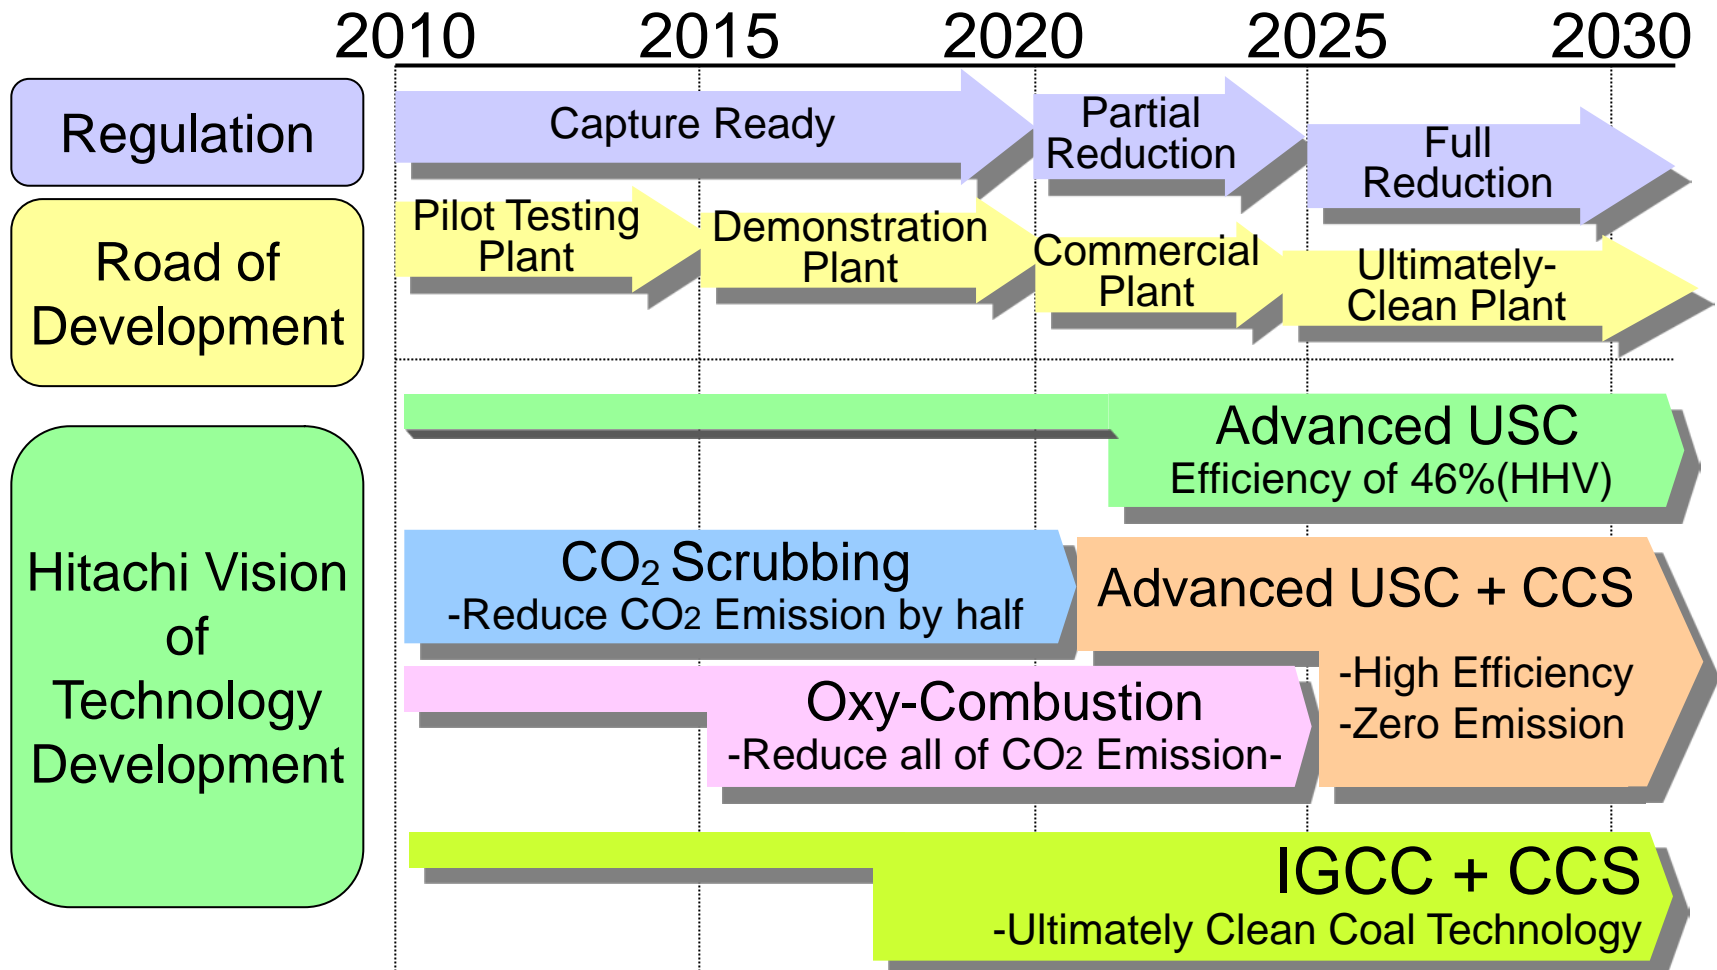 2010 2015 2020 2025 2030
Regulation
Capture Ready
Partial
Reduction
Full
Reduction
Road of
Development
Pilot Testing
Plant
Demonstration
Plant
Commercial
Plant
Ultimately-
Clean Plant
Hitachi Vision
of
Technology
Development
Advanced USC
Efficiency of 46%(HHV)
CO2 Scrubbing
-Reduce CO2 Emission by half
Advanced USC + CCS
-High Efficiency
-Zero Emission
Oxy-Combustion
-Reduce all of CO2 Emission-
IGCC + CCS
-Ultimately Clean Coal Technology